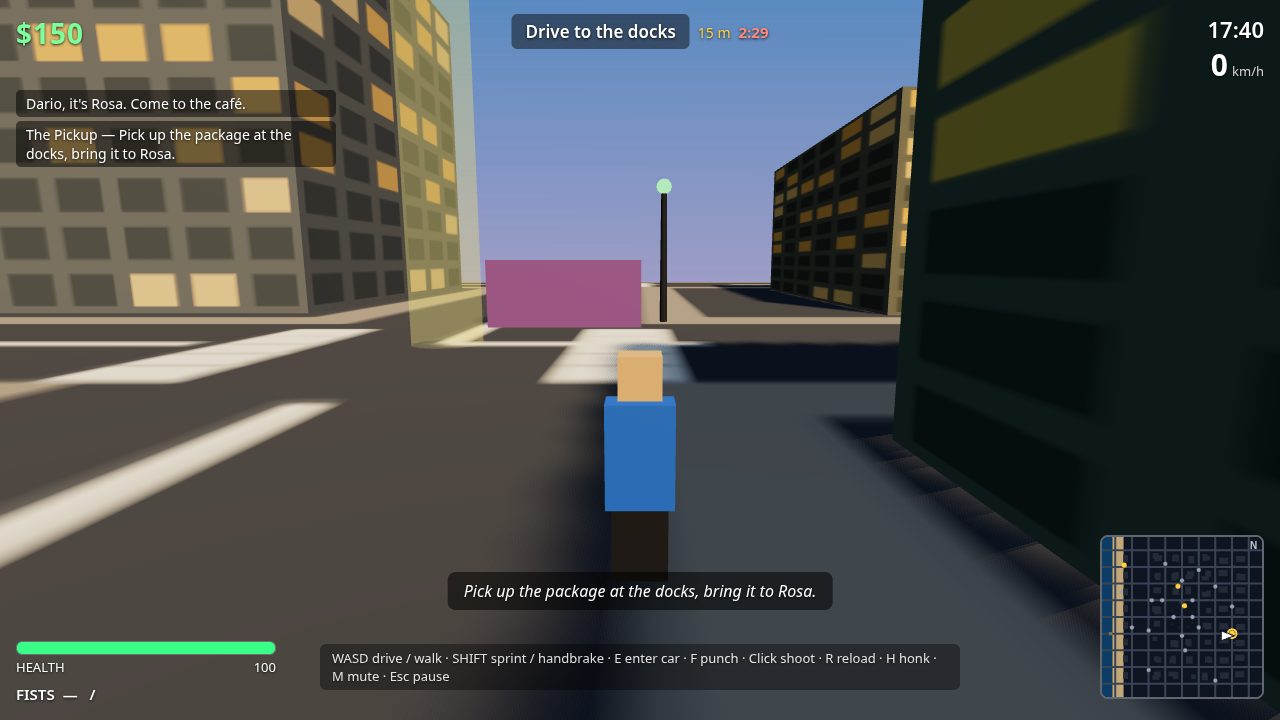 $150
Drive to the docks 15 m 2:29
17:40
0 km/h
Dario, it's Rosa. Come to the café.
The Pickup — Pick up the package at the
docks, bring it to Rosa.
N
Pick up the package at the docks, bring it to Rosa.
HEALTH 100
FISTS — /
WASD drive / walk · SHIFT sprint / handbrake · E enter car · F punch · Click shoot · R reload · H honk ·
M mute · Esc pause